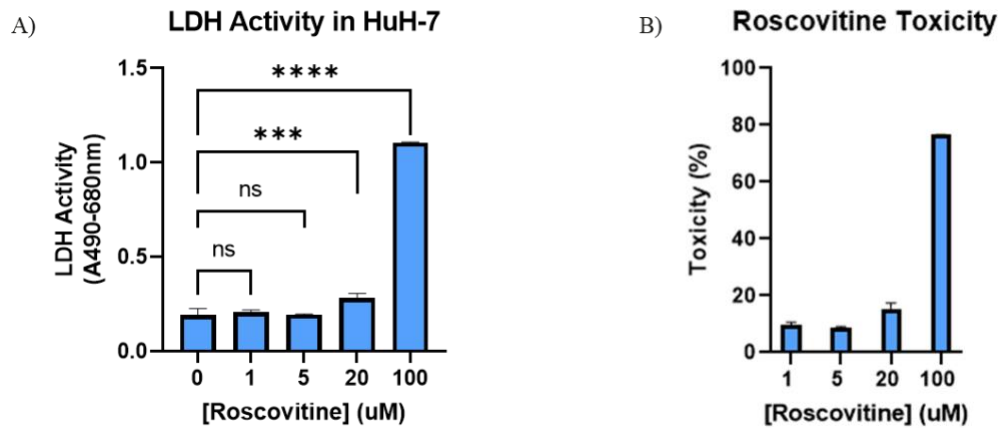 A)
LDH Activity in HuH-7
LDH Activity
(A490-680nm)
1.5
1.0
0.5
0.0
****
***
ns
ns
0 1 5 20 100
[Roscovitine] (uM)
B)
Roscovitine Toxicity
Toxicity (%)
100
80
60
40
20
0
1 5 20 100
[Roscovitine] (uM)